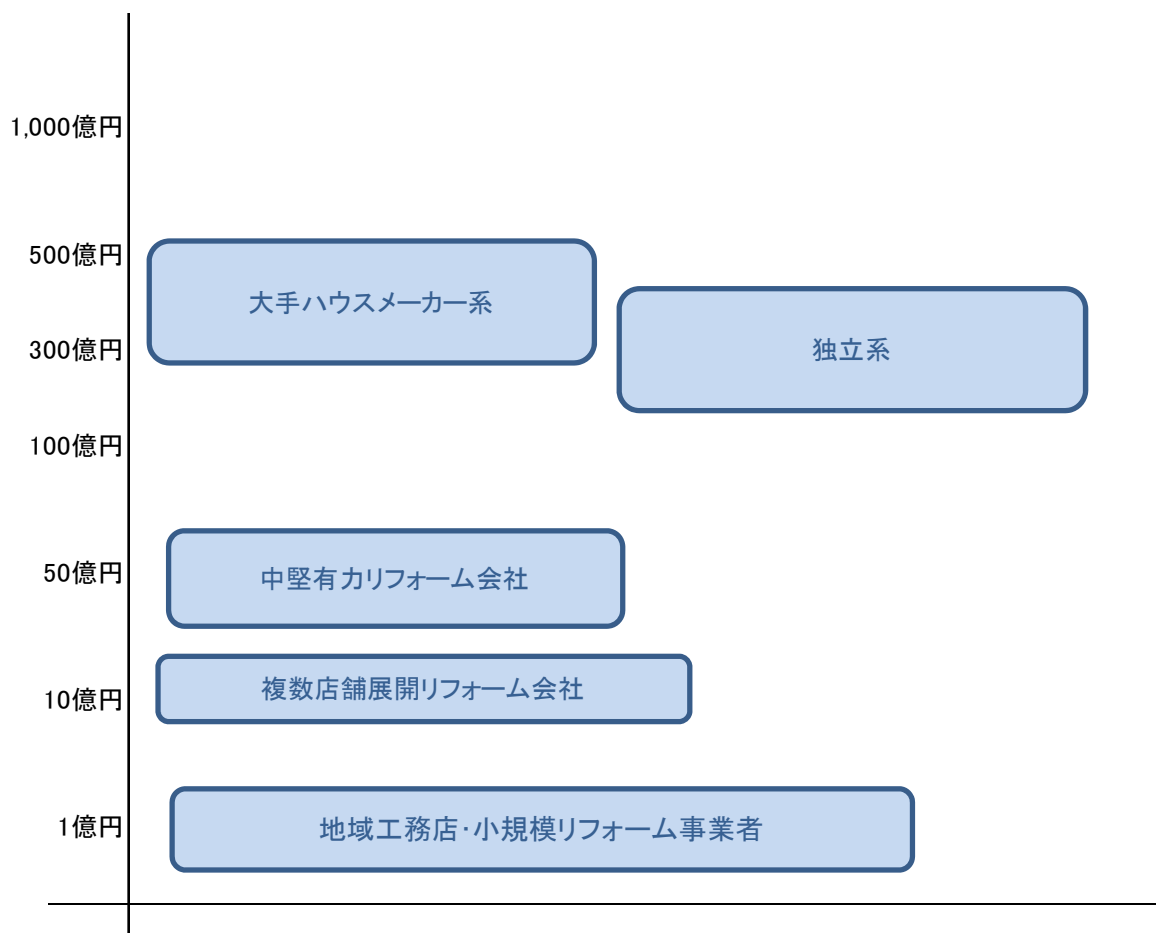 1,000億円
500億円
大手ハウスメーカー系
300億円
独立系
100億円
50億円
中堅有力リフォーム会社
10億円
複数店舗展開リフォーム会社
1億円
地域工務店・小規模リフォーム事業者